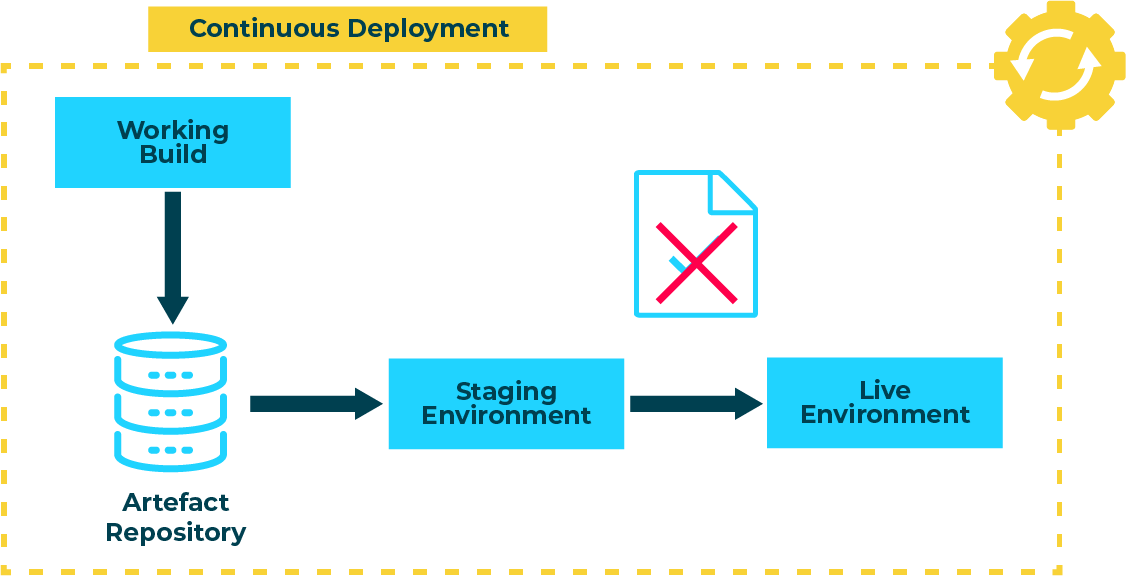 Continuous Deployment
Working
Build
Artefact
Repository
Staging
Environment
Live
Environment